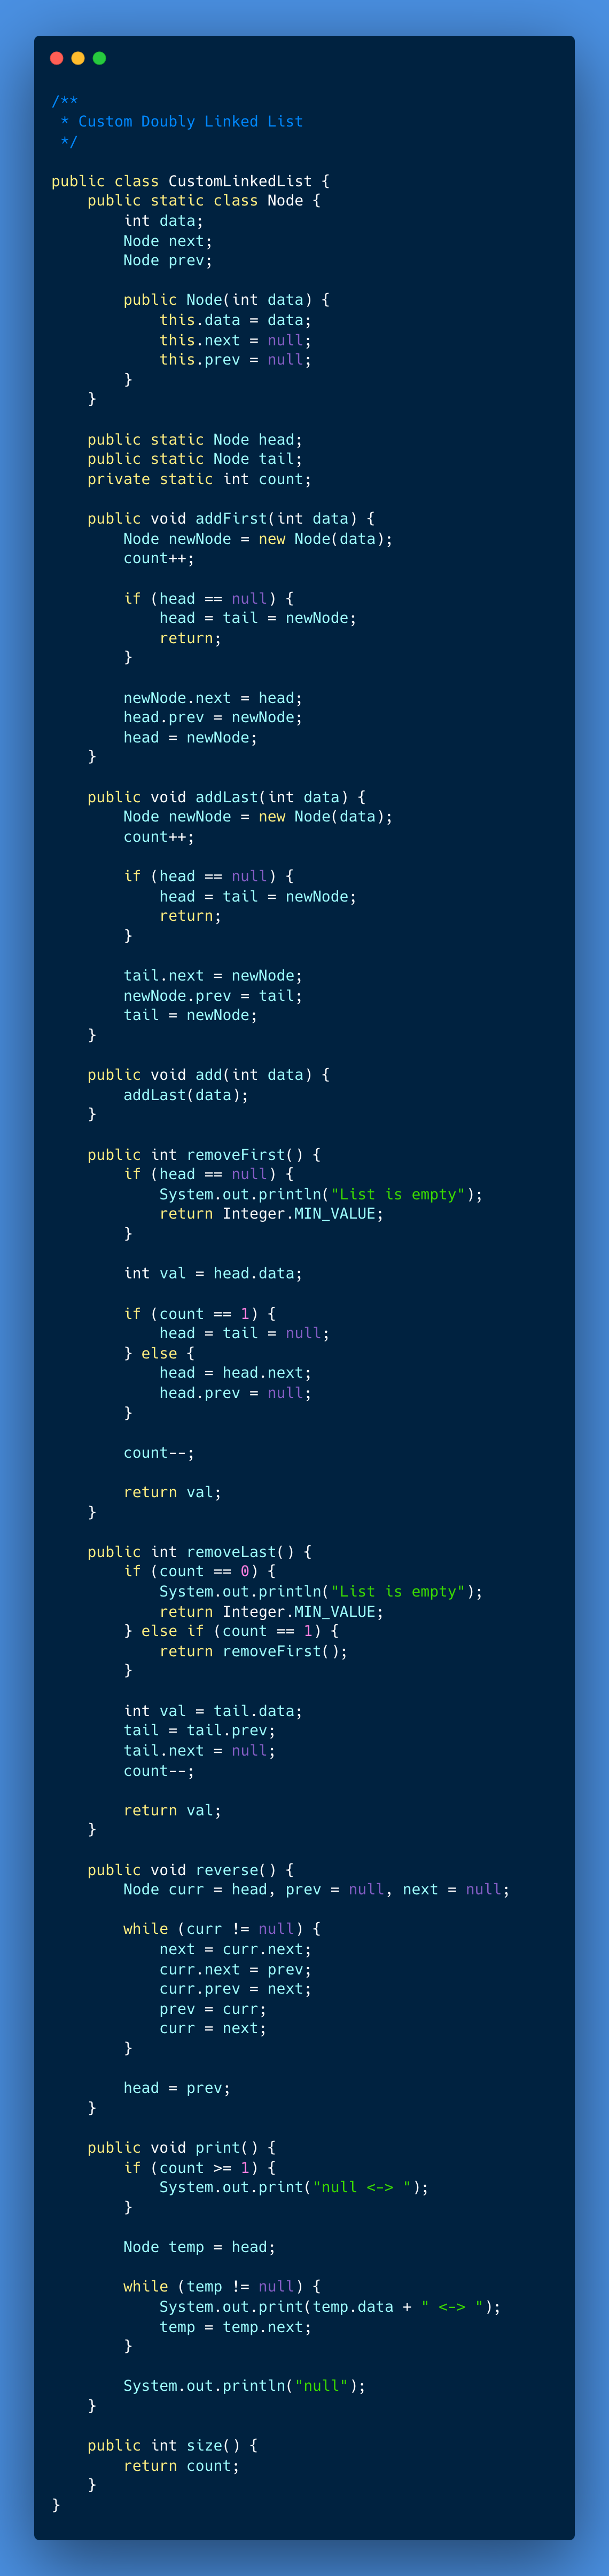 /**
 * Custom Doubly Linked List
 */

public class CustomLinkedList {
    public static class Node {
        int data;
        Node next;
        Node prev;

        public Node(int data) {
            this.data = data;
            this.next = null;
            this.prev = null;
        }
    }

    public static Node head;
    public static Node tail;
    private static int count;

    public void addFirst(int data) {
        Node newNode = new Node(data);
        count++;

        if (head == null) {
            head = tail = newNode;
            return;
        }

        newNode.next = head;
        head.prev = newNode;
        head = newNode;
    }

    public void addLast(int data) {
        Node newNode = new Node(data);
        count++;

        if (head == null) {
            head = tail = newNode;
            return;
        }

        tail.next = newNode;
        newNode.prev = tail;
        tail = newNode;
    }

    public void add(int data) {
        addLast(data);
    }

    public int removeFirst() {
        if (head == null) {
            System.out.println("List is empty");
            return Integer.MIN_VALUE;
        }

        int val = head.data;

        if (count == 1) {
            head = tail = null;
        } else {
            head = head.next;
            head.prev = null;
        }

        count--;

        return val;
    }

    public int removeLast() {
        if (count == 0) {
            System.out.println("List is empty");
            return Integer.MIN_VALUE;
        } else if (count == 1) {
            return removeFirst();
        }

        int val = tail.data;
        tail = tail.prev;
        tail.next = null;
        count--;

        return val;
    }

    public void reverse() {
        Node curr = head, prev = null, next = null;

        while (curr != null) {
            next = curr.next;
            curr.next = prev;
            curr.prev = next;
            prev = curr;
            curr = next;
        }

        head = prev;
    }

    public void print() {
        if (count >= 1) {
            System.out.print("null <-> ");
        }

        Node temp = head;

        while (temp != null) {
            System.out.print(temp.data + " <-> ");
            temp = temp.next;
        }

        System.out.println("null");
    }

    public int size() {
        return count;
    }
}